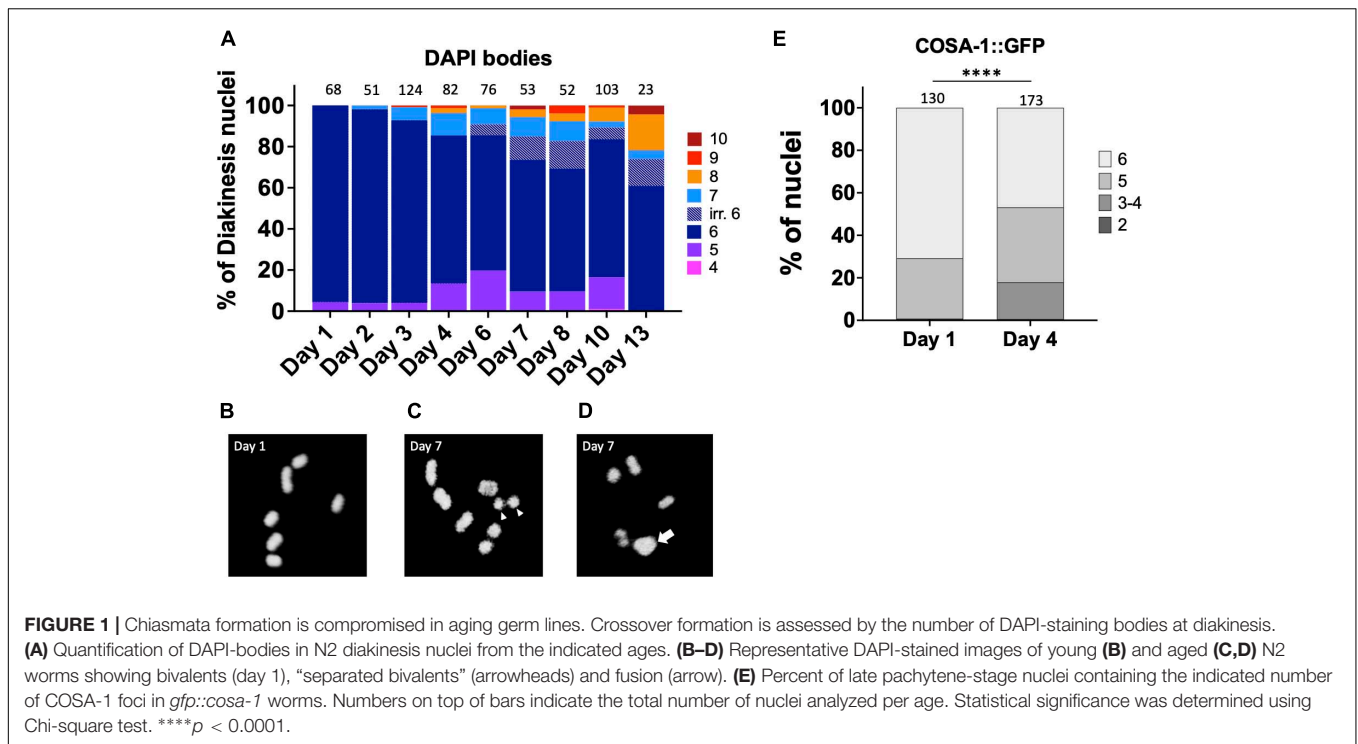 A
DAPI bodies
68 51 124 82 76 53 52 103 23
% of Diakinesis nuclei
100
80
60
40
20
0
Day 1 Day 2 Day 3 Day 4 Day 6 Day 7 Day 8 Day 10 Day 13
10
9
8
7
irr. 6
6
5
4
E
COSA-1::GFP
****
130 173
% of nuclei
100
80
60
40
20
0
Day 1 Day 4
6
5
3-4
2
B
Day 1
C
Day 7
D
Day 7
FIGURE 1 | Chiasmata formation is compromised in aging germ lines. Crossover formation is assessed by the number of DAPI-staining bodies at diakinesis.
(A) Quantification of DAPI-bodies in N2 diakinesis nuclei from the indicated ages. (B–D) Representative DAPI-stained images of young (B) and aged (C,D) N2
worms showing bivalents (day 1), “separated bivalents” (arrowheads) and fusion (arrow). (E) Percent of late pachytene-stage nuclei containing the indicated number
of COSA-1 foci in gfp::cosa-1 worms. Numbers on top of bars indicate the total number of nuclei analyzed per age. Statistical significance was determined using
Chi-square test. ****p < 0.0001.